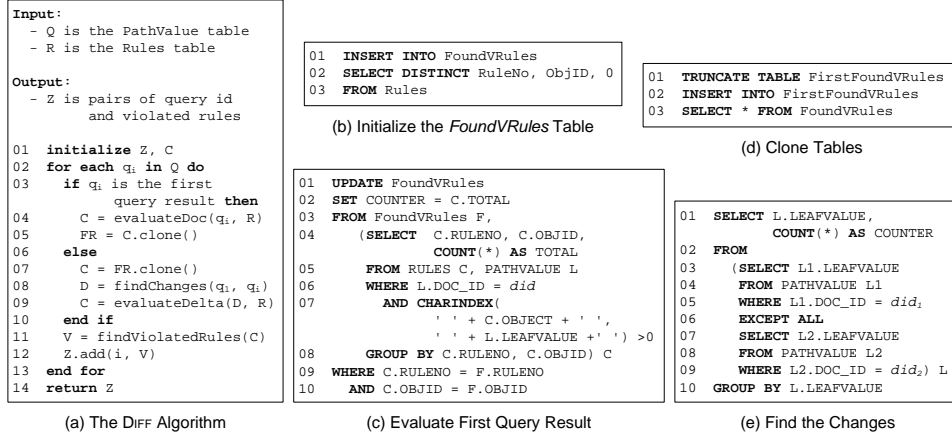 Input:
- Q is the PathValue table
- R is the Rules table
Output:
- Z is pairs of query id
and violated rules
01 initialize Z, C
02 for each qi in Q do
03 if qi is the first
query result then
04 C = evaluateDoc(qi, R)
05 FR = C.clone()
06 else
07 C = FR.clone()
08 D = findChanges(q1, qi)
09 C = evaluateDelta(D, R)
10 end if
11 V = findViolatedRules(C)
12 Z.add(i, V)
13 end for
14 return Z
(a) The DIFF Algorithm
01 INSERT INTO FoundVRules
02 SELECT DISTINCT RuleNo, ObjID, 0
03 FROM Rules
(b) Initialize the FoundVRules Table
01 UPDATE FoundVRules
02 SET COUNTER = C.TOTAL
03 FROM FoundVRules F,
04 (SELECT C.RULENO, C.OBJID,
COUNT(*) AS TOTAL
05 FROM RULES C, PATHVALUE L
06 WHERE L.DOC_ID = did
07 AND CHARINDEX(
' ' + C.OBJECT + ' ',
' ' + L.LEAFVALUE +' ') >0
08 GROUP BY C.RULENO, C.OBJID) C
09 WHERE C.RULENO = F.RULENO
10 AND C.OBJID = F.OBJID
(c) Evaluate First Query Result
01 TRUNCATE TABLE FirstFoundVRules
02 INSERT INTO FirstFoundVRules
03 SELECT * FROM FoundVRules
(d) Clone Tables
01 SELECT L.LEAFVALUE,
COUNT(*) AS COUNTER
02 FROM
03 (SELECT L1.LEAFVALUE
04 FROM PATHVALUE L1
05 WHERE L1.DOC_ID = did1
06 EXCEPT ALL
07 SELECT L2.LEAFVALUE
08 FROM PATHVALUE L2
09 WHERE L2.DOC_ID = did2) L
10 GROUP BY L.LEAFVALUE
(e) Find the Changes